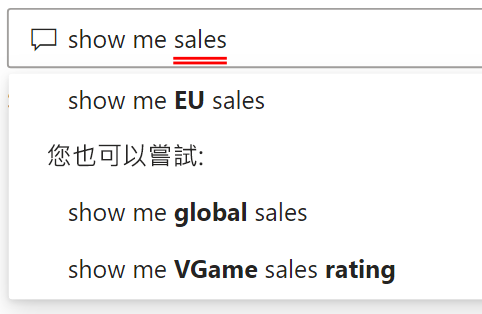 show me sales
show me EU sales
您也可以嘗試:
show me global sales
show me VGame sales rating